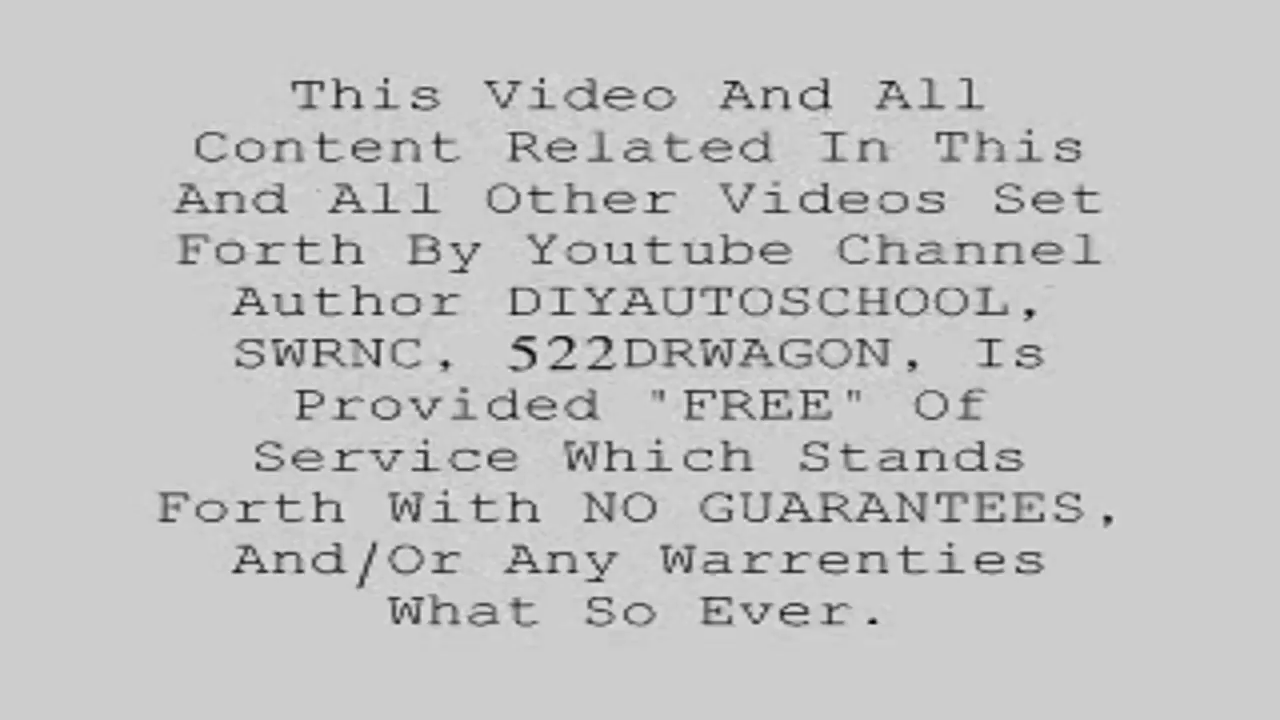 This Video And All
Content Related In This
And All Other Videos Set
Forth By Youtube Channel
Author DIYAUTOSCHOOL,
SWRNC, 522DRWAGON, Is
Provided "FREE" Of
Service Which Stands
Forth With NO GUARANTEES,
And/Or Any Warrenties
What So Ever.